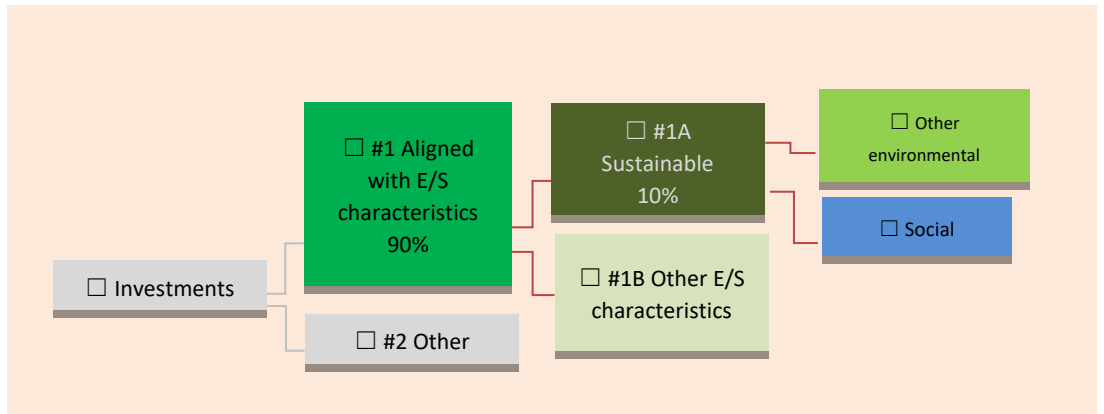 ☐ Investments
☐ #1 Aligned
with E/S
characteristics
90%
☐ #2 Other
☐ #1A
Sustainable
10%
☐ #1B Other E/S
characteristics
☐ Other
environmental
☐ Social